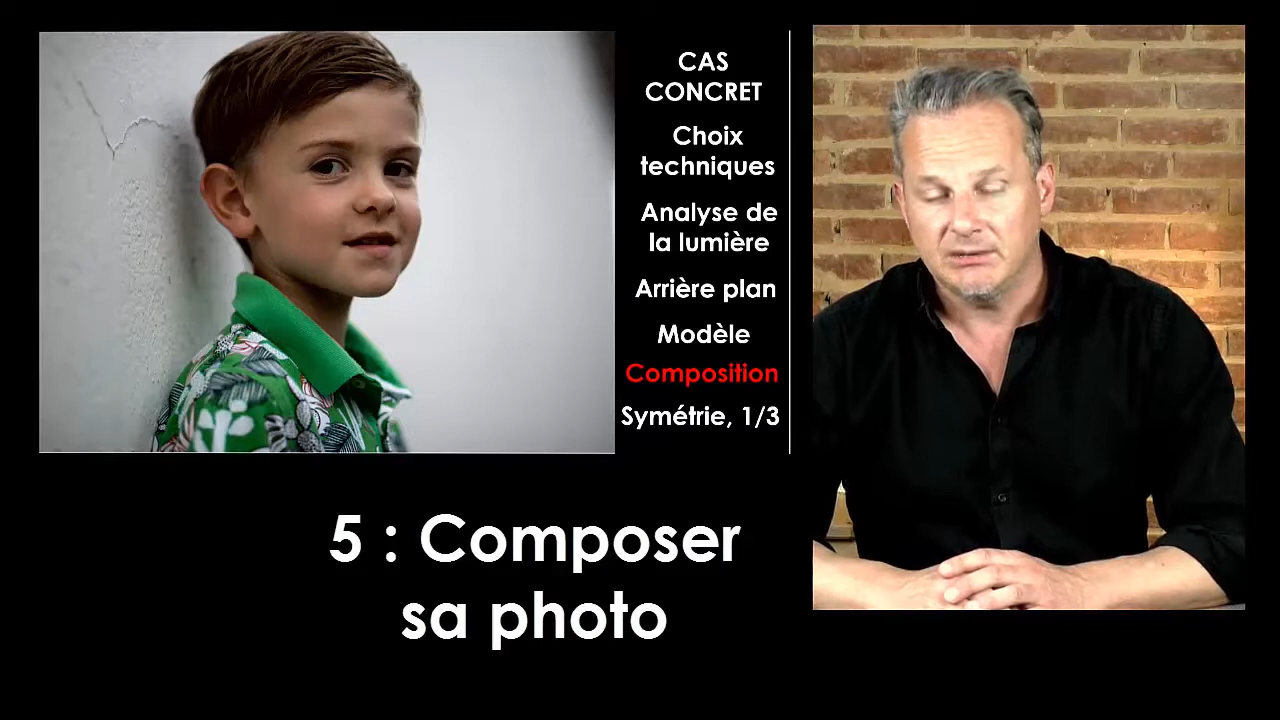 CAS
CONCRET
Choix
techniques
Analyse de
la lumière
Arrière plan
Modèle
Composition
Symétrie, 1/3
5 : Composer
sa photo